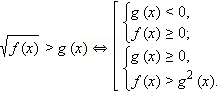 √f(x) > g(x) ⇔ [ { g(x) < 0,
f(x) ≥ 0;
{ g(x) ≥ 0,
f(x) > g²(x).